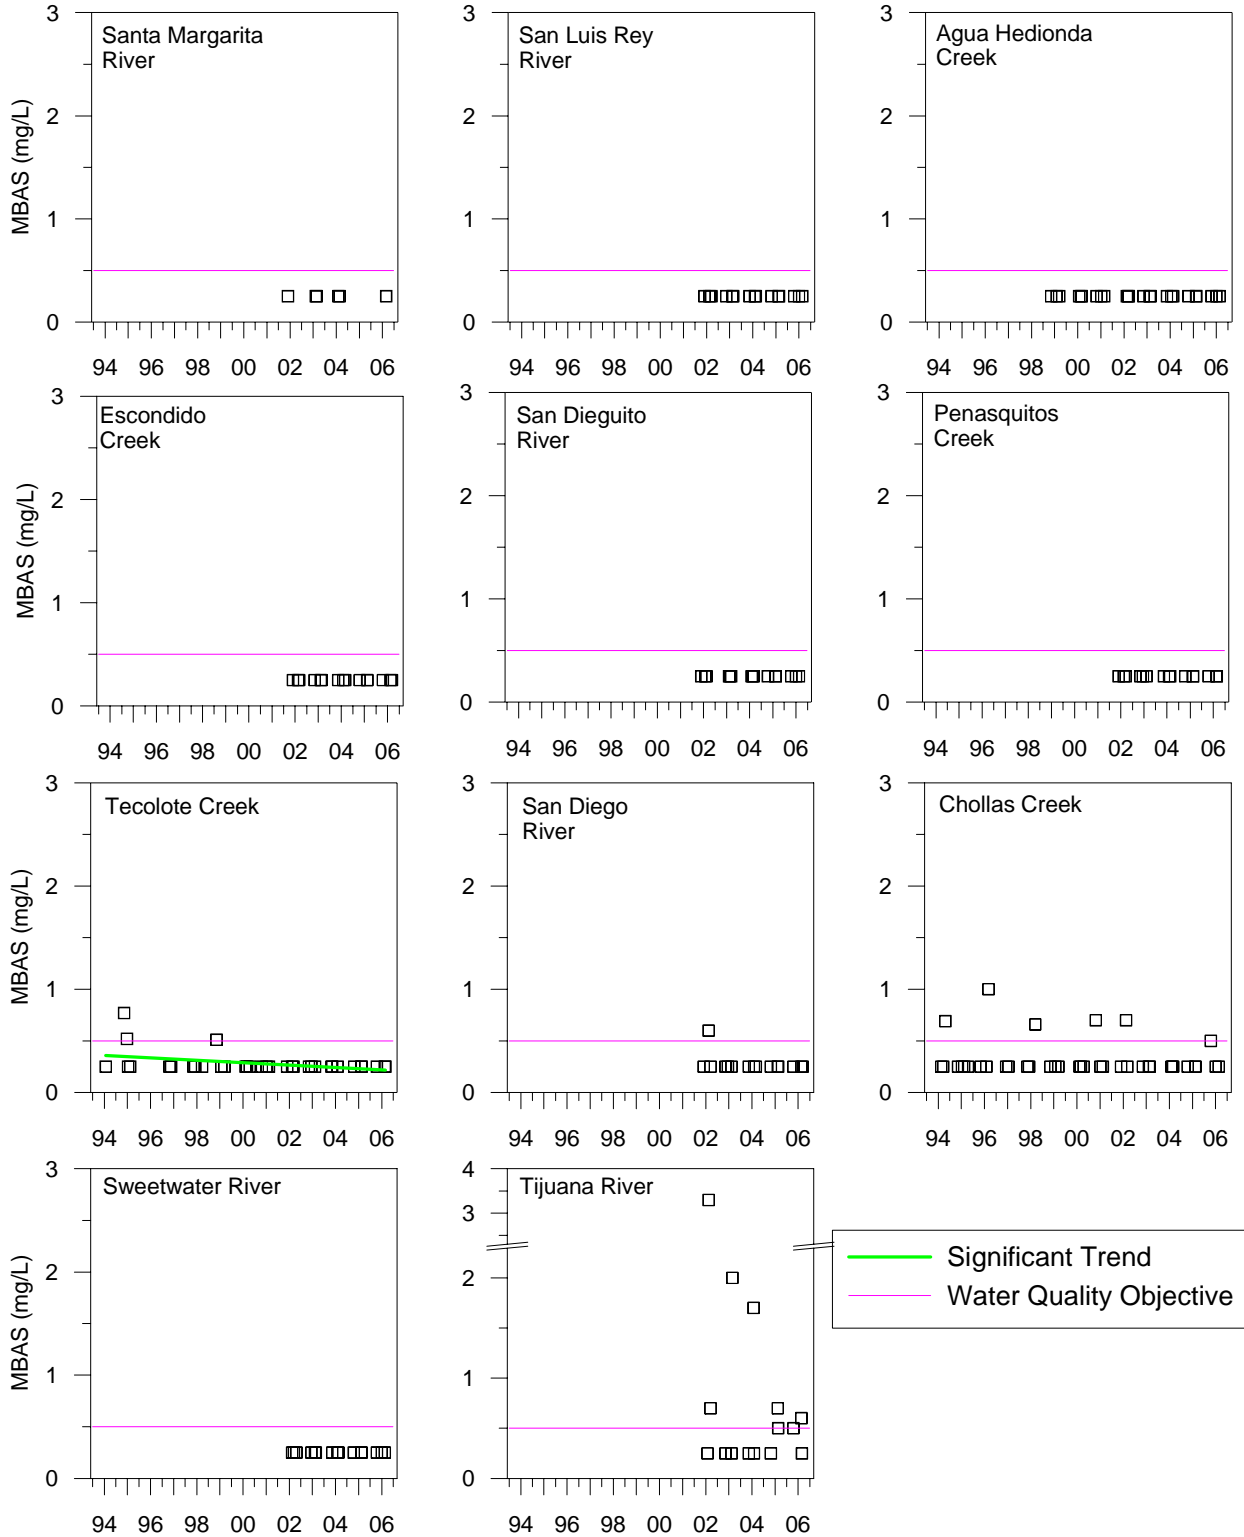 Santa Margarita
River
MBAS (mg/L)
3
2
1
0
94 96 98 00 02 04 06
San Luis Rey
River
3
2
1
0
94 96 98 00 02 04 06
Agua Hedionda
Creek
3
2
1
0
94 96 98 00 02 04 06
Escondido
Creek
MBAS (mg/L)
3
2
1
0
94 96 98 00 02 04 06
San Dieguito
River
3
2
1
0
94 96 98 00 02 04 06
Penasquitos
Creek
3
2
1
0
94 96 98 00 02 04 06
Tecolote Creek
MBAS (mg/L)
3
2
1
0
94 96 98 00 02 04 06
San Diego
River
3
2
1
0
94 96 98 00 02 04 06
Chollas Creek
3
2
1
0
94 96 98 00 02 04 06
Sweetwater River
MBAS (mg/L)
3
2
1
0
94 96 98 00 02 04 06
Tijuana River
4
3
2
1
0
94 96 98 00 02 04 06
Significant Trend
Water Quality Objective